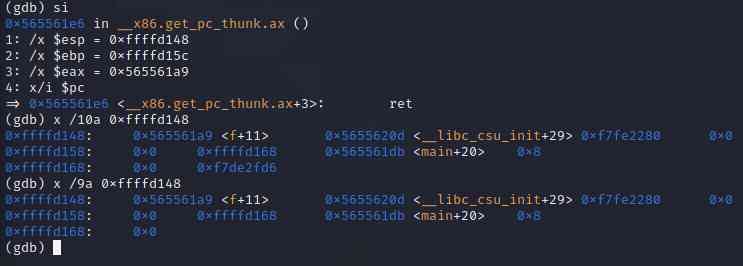 (gdb) si
0×565561e6 in __x86.get_pc_thunk.ax ()
1: /x $esp = 0×ffffd148
2: /x $ebp = 0×ffffd15c
3: /x $eax = 0×565561a9
4: x/i $pc
⇒ 0×565561e6 <__x86.get_pc_thunk.ax+3>: ret
(gdb) x /10a 0×ffffd148
0×ffffd148: 0×565561a9 <f+11> 0×5655620d <__libc_csu_init+29> 0×f7fe2280 0×0
0×ffffd158: 0×0 0×ffffd168 0×565561db <main+20> 0×8
0×ffffd168: 0×0 0×f7de2fd6
(gdb) x /9a 0×ffffd148
0×ffffd148: 0×565561a9 <f+11> 0×5655620d <__libc_csu_init+29> 0×f7fe2280 0×0
0×ffffd158: 0×0 0×ffffd168 0×565561db <main+20> 0×8
0×ffffd168: 0×0
(gdb)